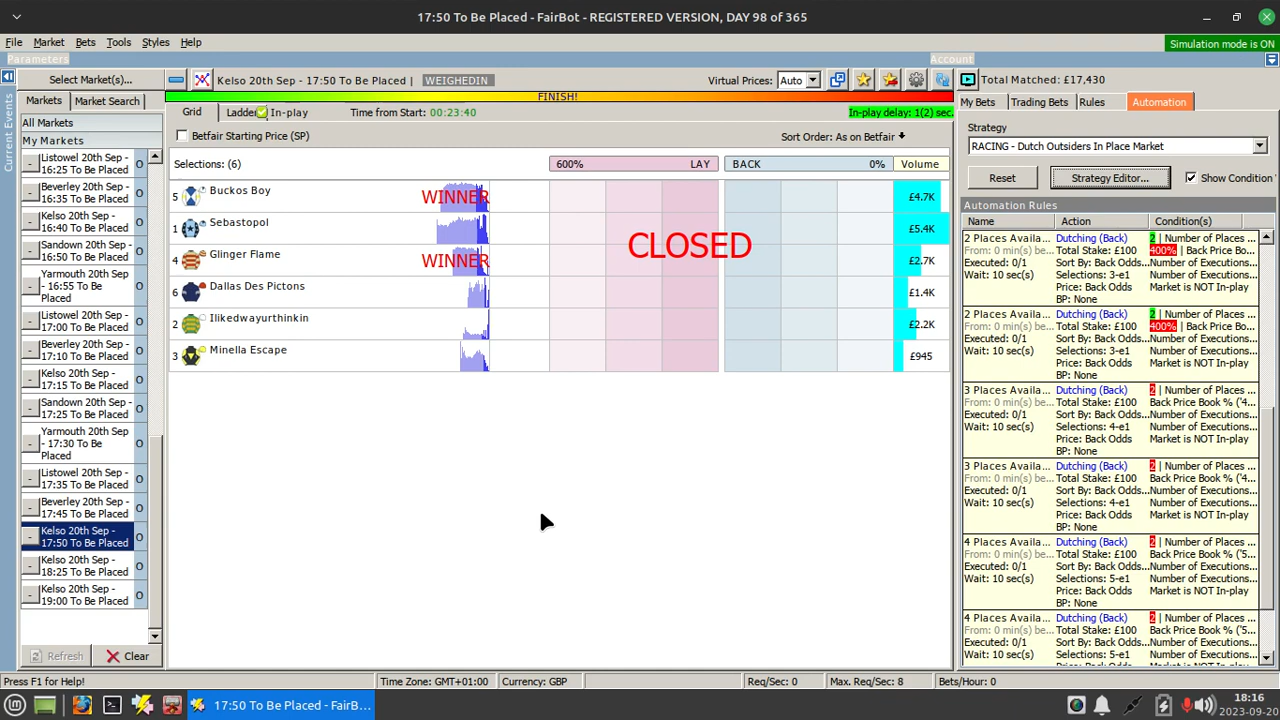 17:50 To Be Placed - FairBot - REGISTERED VERSION, DAY 98 of 365
File Market Bets Tools Styles Help
Simulation mode is ON
Parameters
Account
Current Events
Select Market(s)...
Markets
Market Search
All Markets
My Markets
- Listowel 20th Sep - O
16:25 To Be Placed
- Beverley 20th Sep - O
16:35 To Be Placed
- Kelso 20th Sep - O
16:40 To Be Placed
- Sandown 20th Sep - O
16:50 To Be Placed
- Yarmouth 20th Sep O
- 16:55 To Be
Placed
- Listowel 20th Sep - O
17:00 To Be Placed
- Beverley 20th Sep - O
17:10 To Be Placed
- Kelso 20th Sep - O
17:15 To Be Placed
- Sandown 20th Sep - O
17:25 To Be Placed
- Yarmouth 20th Sep O
- 17:30 To Be
Placed
- Listowel 20th Sep - O
17:35 To Be Placed
- Beverley 20th Sep - O
17:45 To Be Placed
- Kelso 20th Sep - O
17:50 To Be Placed
- Kelso 20th Sep - O
18:25 To Be Placed
- Kelso 20th Sep - O
19:00 To Be Placed
Refresh
Clear
Kelso 20th Sep - 17:50 To Be Placed | WEIGHEDIN
Virtual Prices: Auto
FINISH!
Grid
Ladder
In-play
Time from Start: 00:23:40
In-play delay: 1(2) sec.
Betfair Starting Price (SP)
Sort Order: As on Betfair
Selections: (6) 600% LAY BACK 0% Volume
5 Buckos Boy WINNER £4.7K
1 Sebastopol £5.4K
CLOSED
4 Glinger Flame WINNER £2.7K
6 Dallas Des Pictons £1.4K
2 Ilikedwayurthinkin £2.2K
3 Minella Escape £945
Total Matched: £17,430
My Bets
Trading Bets
Rules
Automation
Strategy
RACING - Dutch Outsiders In Place Market
Reset
Strategy Editor...
Show Condition
Automation Rules
Name Action Condition(s)
2 Places Availa... Dutching (Back) 2 | Number of Places ...
From: 0 min(s) be... Total Stake: £100 400% | Back Price Bo...
Executed: 0/1 Sort By: Back Odds... Number of Executions...
Wait: 10 sec(s) Selections: 3-e1 Number of Executions...
Price: Back Odds Market is NOT In-play
BP: None
2 Places Availa... Dutching (Back) 2 | Number of Places ...
From: 0 min(s) be... Total Stake: £100 400% | Back Price Bo...
Executed: 0/1 Sort By: Back Odds... Number of Executions...
Wait: 10 sec(s) Selections: 3-e1 Number of Executions...
Price: Back Odds Market is NOT In-play
BP: None
3 Places Availa... Dutching (Back) 2 | Number of Places ...
From: 0 min(s) be... Total Stake: £100 Back Price Book % ('4...
Executed: 0/1 Sort By: Back Odds... Number of Executions...
Wait: 10 sec(s) Selections: 4-e1 Number of Executions...
Price: Back Odds Market is NOT In-play
BP: None
3 Places Availa... Dutching (Back) 2 | Number of Places ...
From: 0 min(s) be... Total Stake: £100 Back Price Book % ('4...
Executed: 0/1 Sort By: Back Odds... Number of Executions...
Wait: 10 sec(s) Selections: 4-e1 Number of Executions...
Price: Back Odds Market is NOT In-play
BP: None
4 Places Availa... Dutching (Back) 2 | Number of Places ...
From: 0 min(s) be... Total Stake: £100 Back Price Book % ('5...
Executed: 0/1 Sort By: Back Odds... Number of Executions...
Wait: 10 sec(s) Selections: 5-e1 Number of Executions...
Price: Back Odds Market is NOT In-play
BP: None
4 Places Availa... Dutching (Back) 2 | Number of Places ...
From: 0 min(s) be... Total Stake: £100 Back Price Book % ('5...
Executed: 0/1 Sort By: Back Odds... Number of Executions...
Wait: 10 sec(s) Selections: 5-e1 Number of Executions...
Press F1 for Help!
Time Zone: GMT+01:00
Currency: GBP
Req/Sec: 0
Max. Req/Sec: 8
Bets/Hour: 0
17:50 To Be Placed - FairB...
18:16
2023-09-20